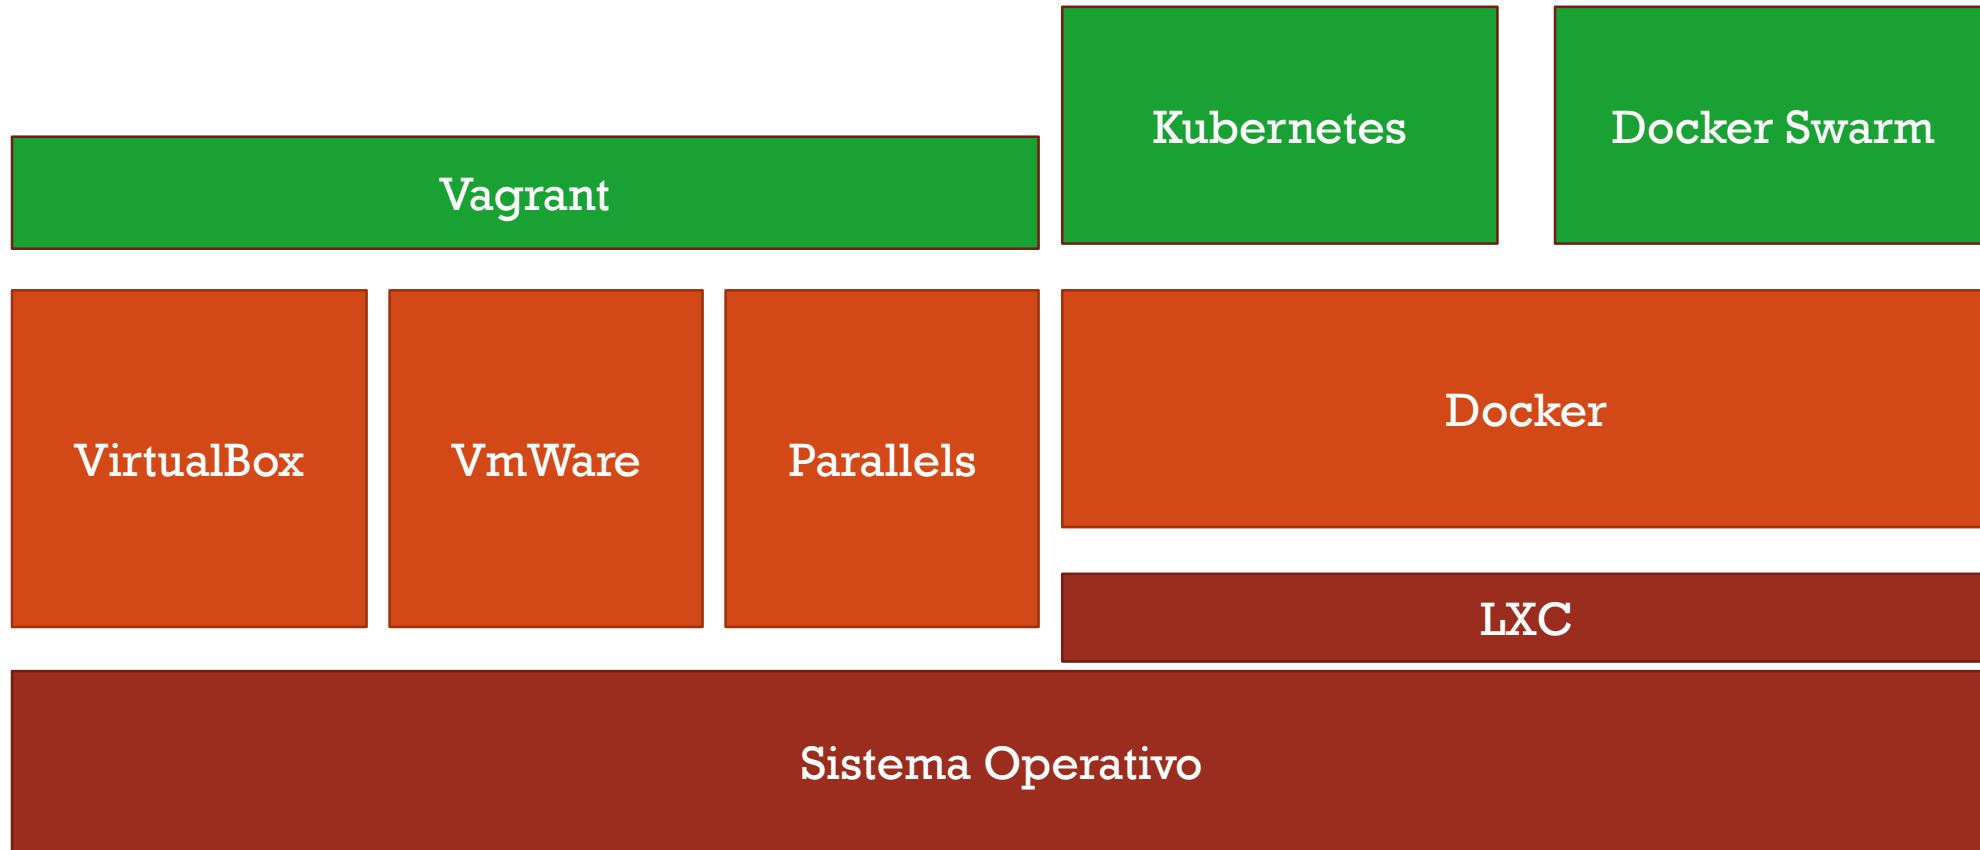 Kubernetes
Docker Swarm
Vagrant
VirtualBox
VmWare
Parallels
Docker
LXC
Sistema Operativo